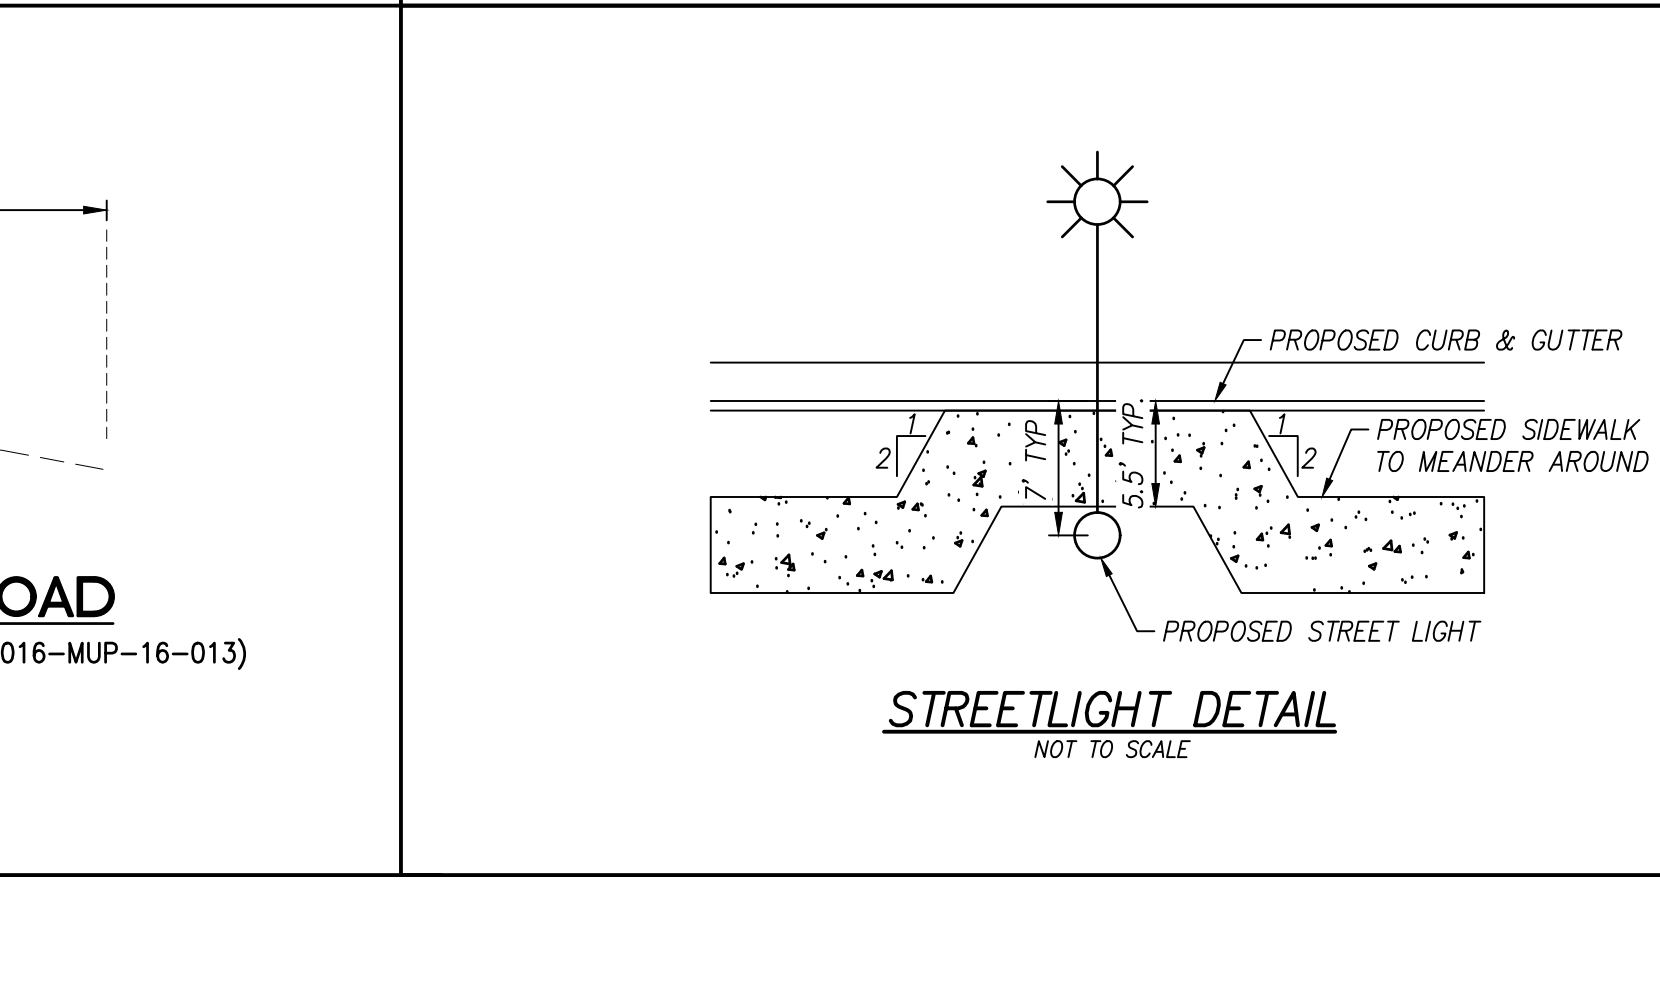 OAD
016-MUP-16-013)
PROPOSED CURB & GUTTER
1
2
7' TYP
5.5' TYP.
1
2
PROPOSED SIDEWALK
TO MEANDER AROUND
PROPOSED STREET LIGHT
STREETLIGHT DETAIL
NOT TO SCALE